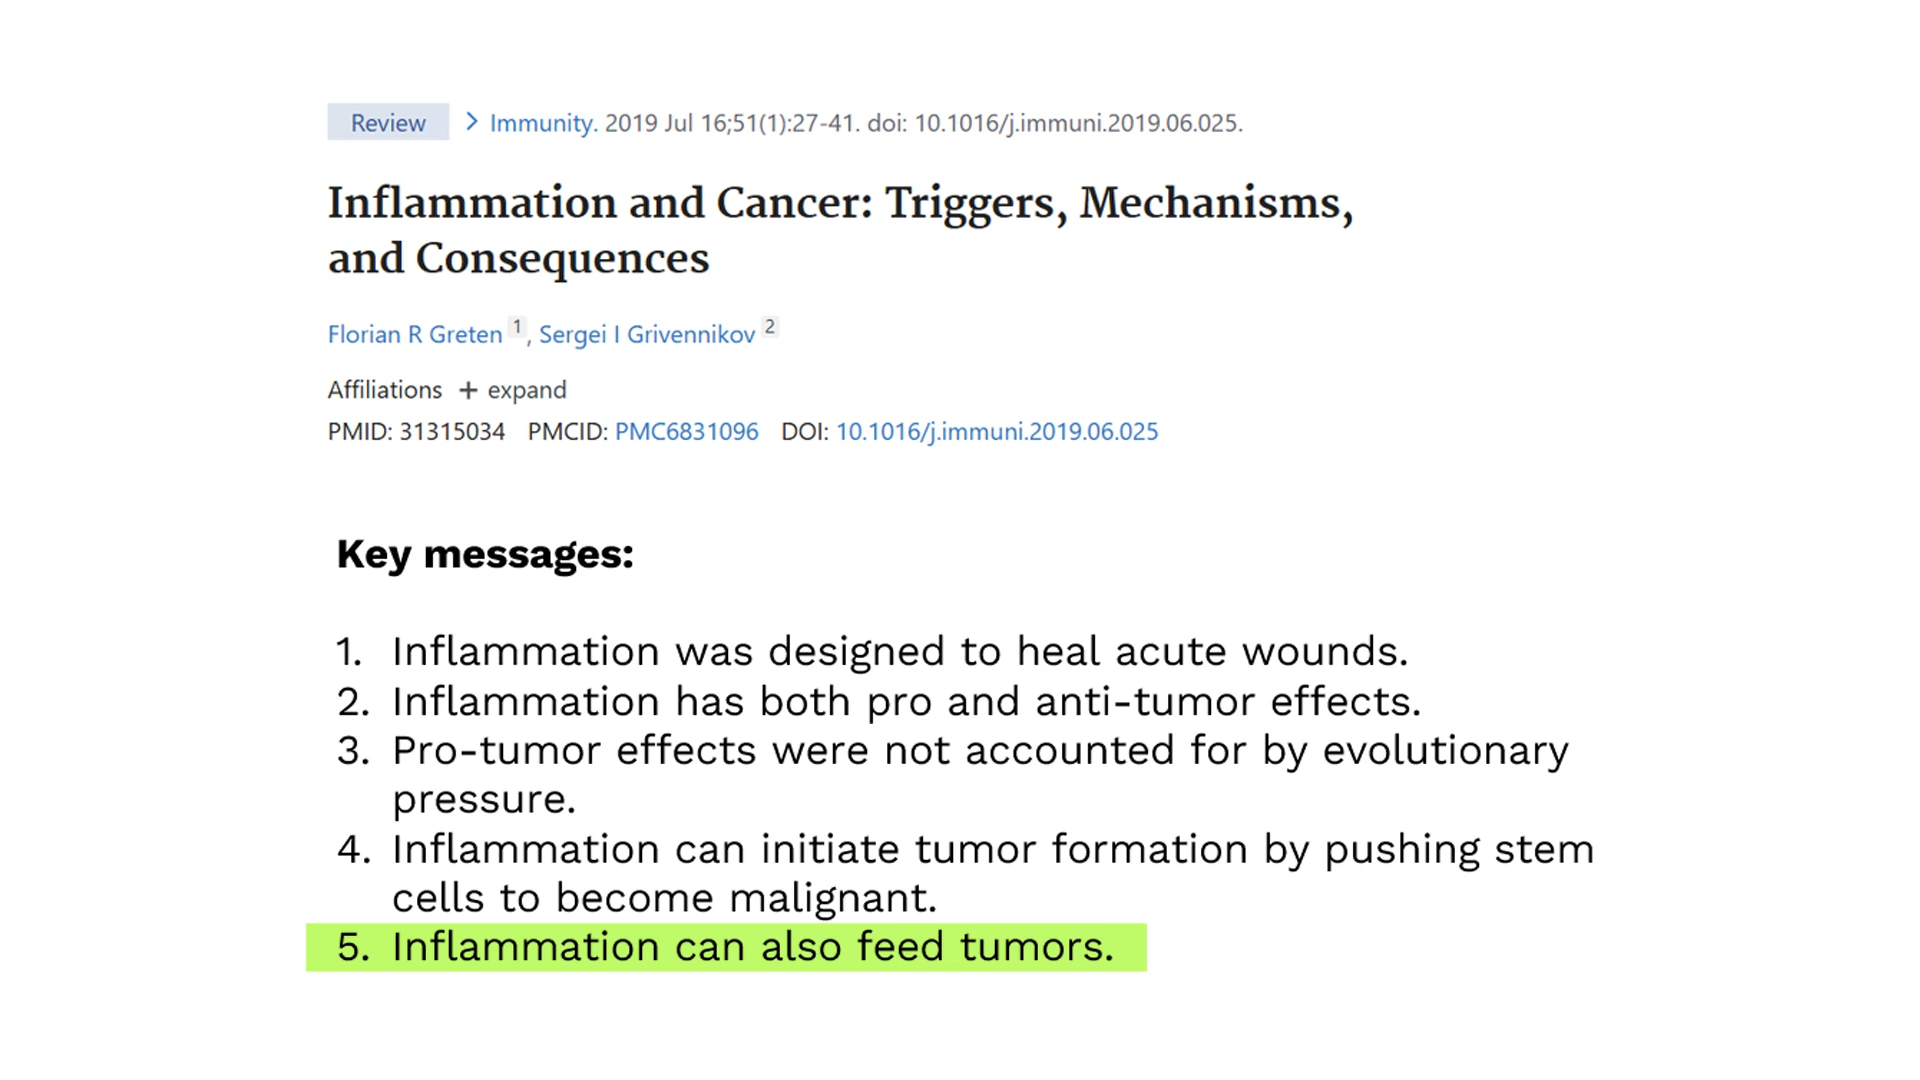 Review > Immunity. 2019 Jul 16;51(1):27-41. doi: 10.1016/j.immuni.2019.06.025.
Inflammation and Cancer: Triggers, Mechanisms,
and Consequences
Florian R Greten 1, Sergei I Grivennikov 2
Affiliations + expand
PMID: 31315034 PMCID: PMC6831096 DOI: 10.1016/j.immuni.2019.06.025
Key messages:
1. Inflammation was designed to heal acute wounds.
2. Inflammation has both pro and anti-tumor effects.
3. Pro-tumor effects were not accounted for by evolutionary
pressure.
4. Inflammation can initiate tumor formation by pushing stem
cells to become malignant.
5. Inflammation can also feed tumors.